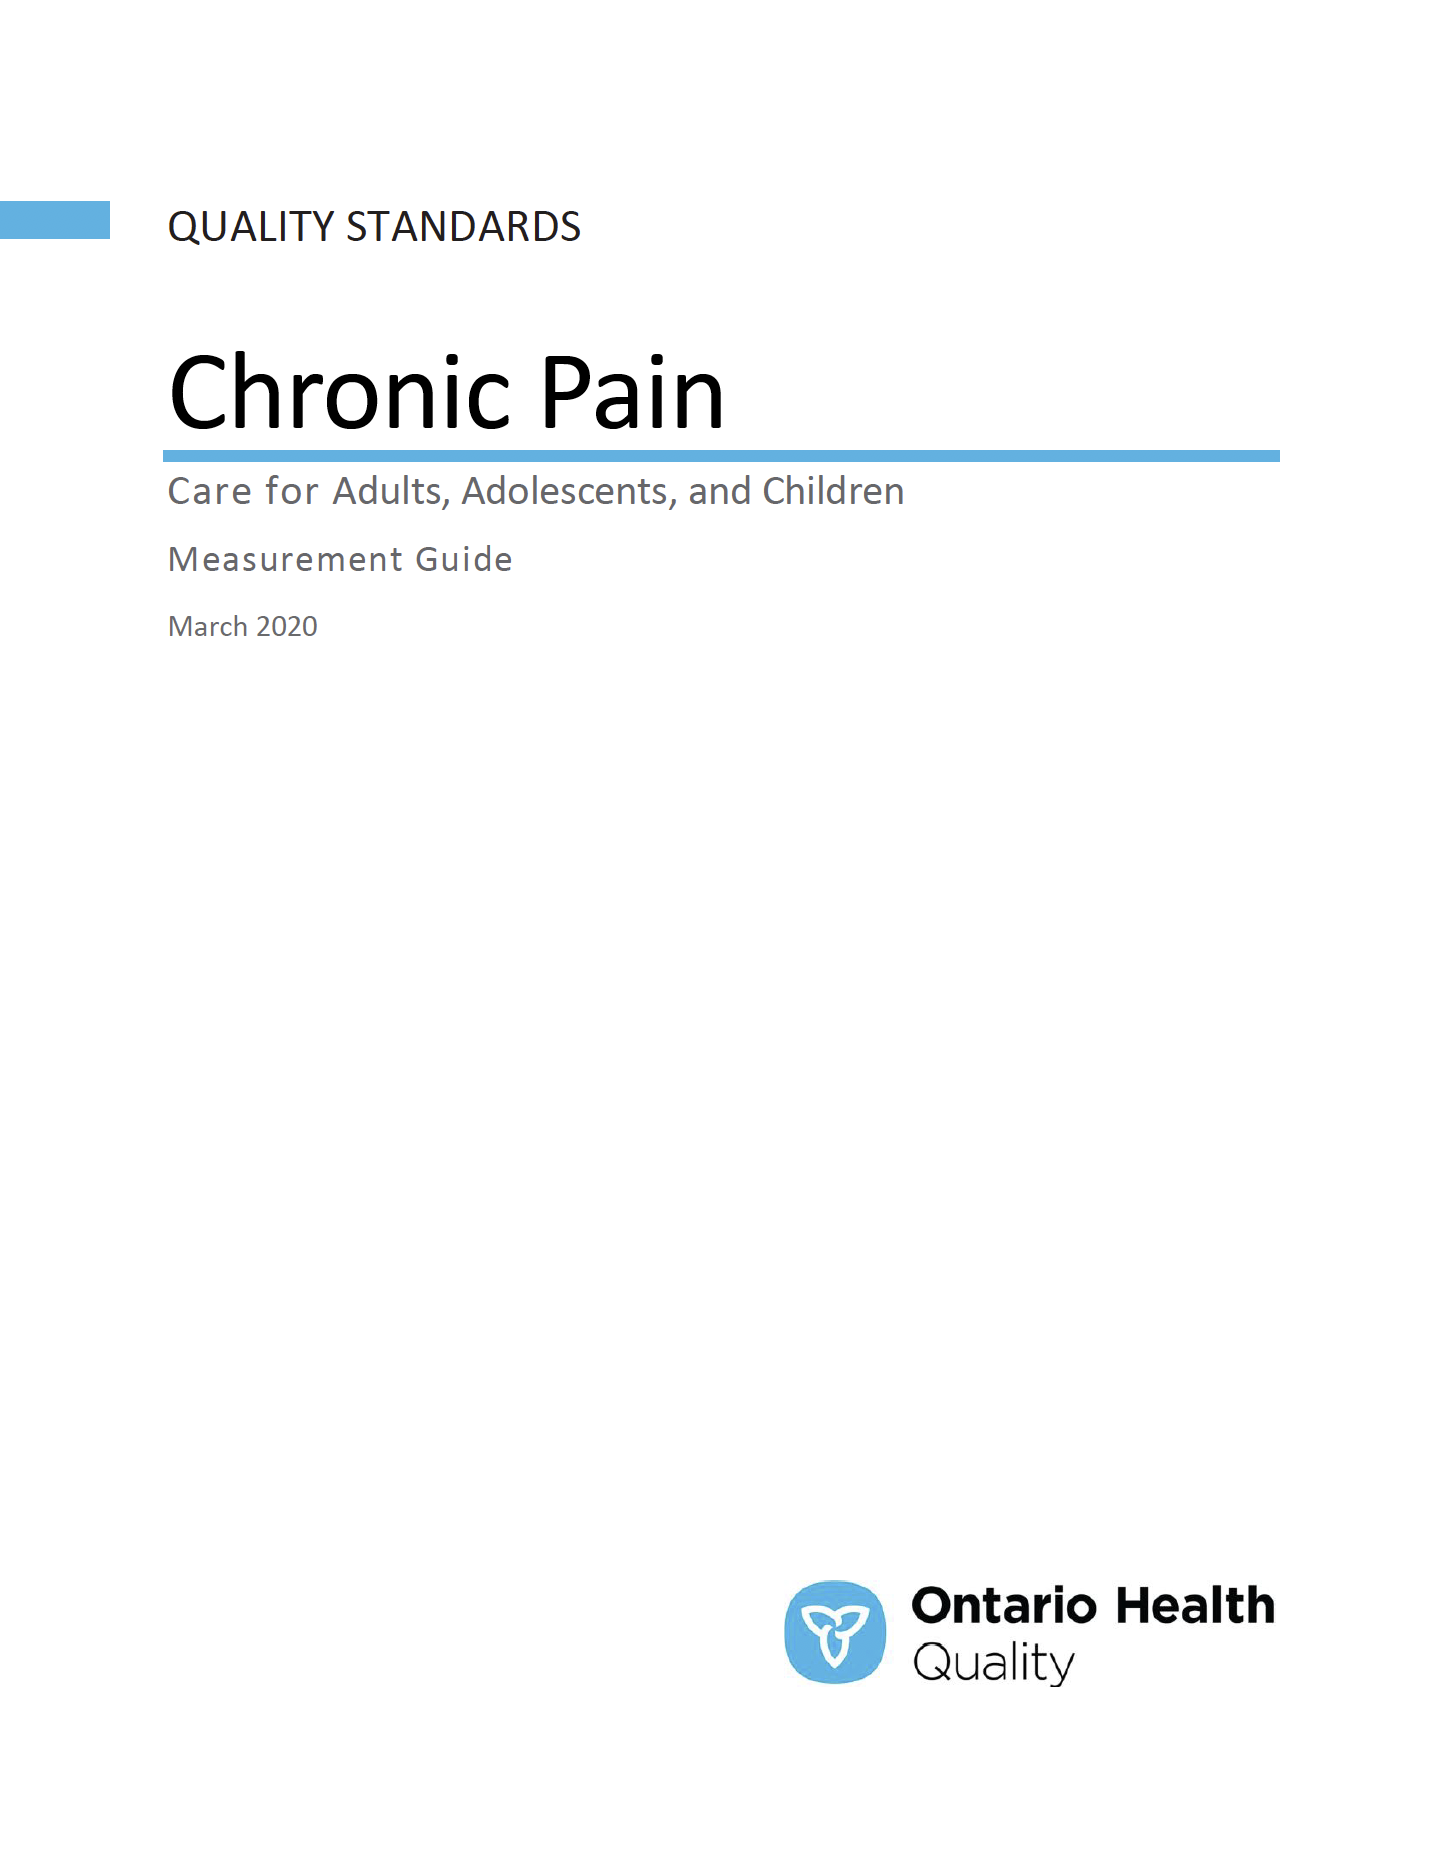 QUALITY STANDARDS
Chronic Pain
Care for Adults, Adolescents, and Children
Measurement Guide
March 2020
Ontario Health
Quality